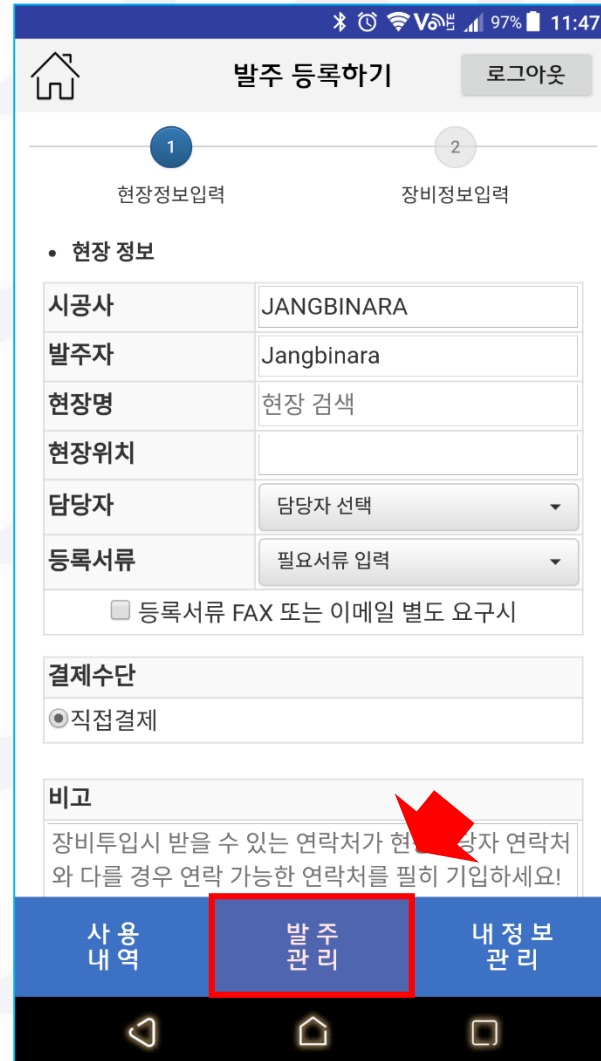 97% 11:47
발주 등록하기 로그아웃
1 2
현장정보입력 장비정보입력
• 현장 정보
시공사 JANGBINARA
발주자 Jangbinara
현장명 현장 검색
현장위치
담당자 담당자 선택
등록서류 필요서류 입력
등록서류 FAX 또는 이메일 별도 요구시
결제수단
직접결제
비고
장비투입시 받을 수 있는 연락처가 당자 연락처
와 다를 경우 연락 가능한 연락처를 필히 기입하세요!
사 용 발 주 내 정 보
내 역 관 리 관 리